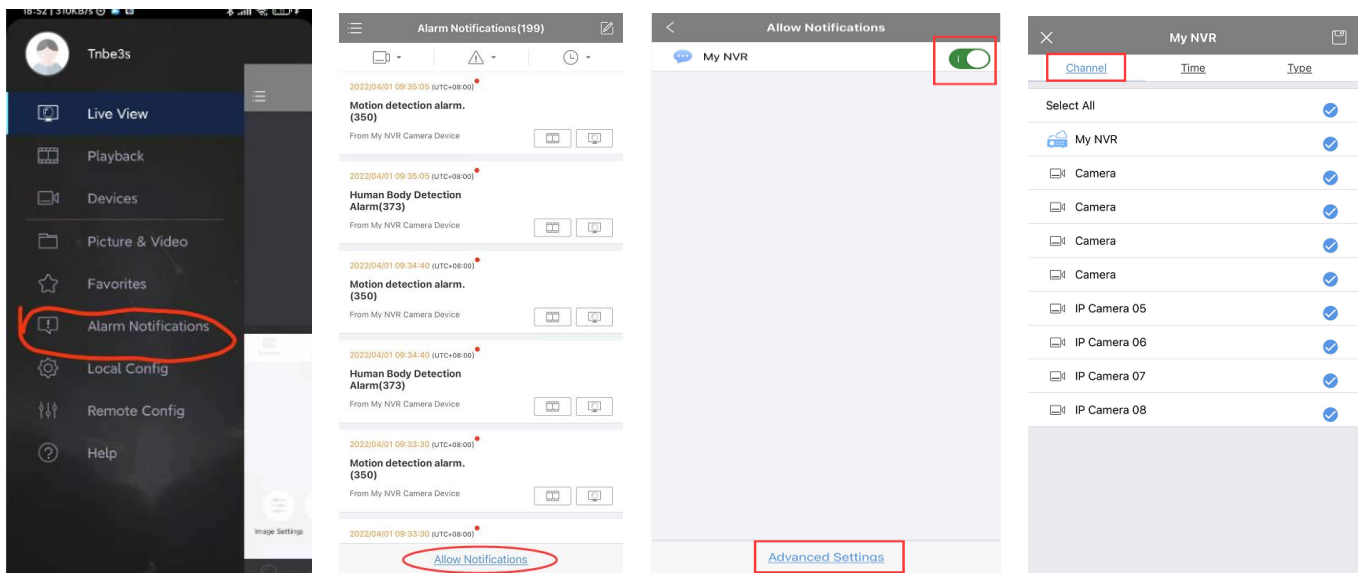 18:52 | 310KB/s
Tnbe3s
Live View
Playback
Devices
Picture & Video
Favorites
Alarm Notifications
Local Config
Remote Config
Help
Image Settings
Alarm Notifications(199)
2022/04/01 09:35:05 (UTC+08:00)
Motion detection alarm.
(350)
From My NVR Camera Device
2022/04/01 09:35:05 (UTC+08:00)
Human Body Detection
Alarm(373)
From My NVR Camera Device
2022/04/01 09:34:40 (UTC+08:00)
Motion detection alarm.
(350)
From My NVR Camera Device
2022/04/01 09:34:40 (UTC+08:00)
Human Body Detection
Alarm(373)
From My NVR Camera Device
2022/04/01 09:33:30 (UTC+08:00)
Motion detection alarm.
(350)
From My NVR Camera Device
2022/04/01 09:33:30 (UTC+08:00)
Allow Notifications
Allow Notifications
My NVR
Advanced Settings
My NVR
Channel Time Type
Select All
My NVR
Camera
Camera
Camera
Camera
IP Camera 05
IP Camera 06
IP Camera 07
IP Camera 08